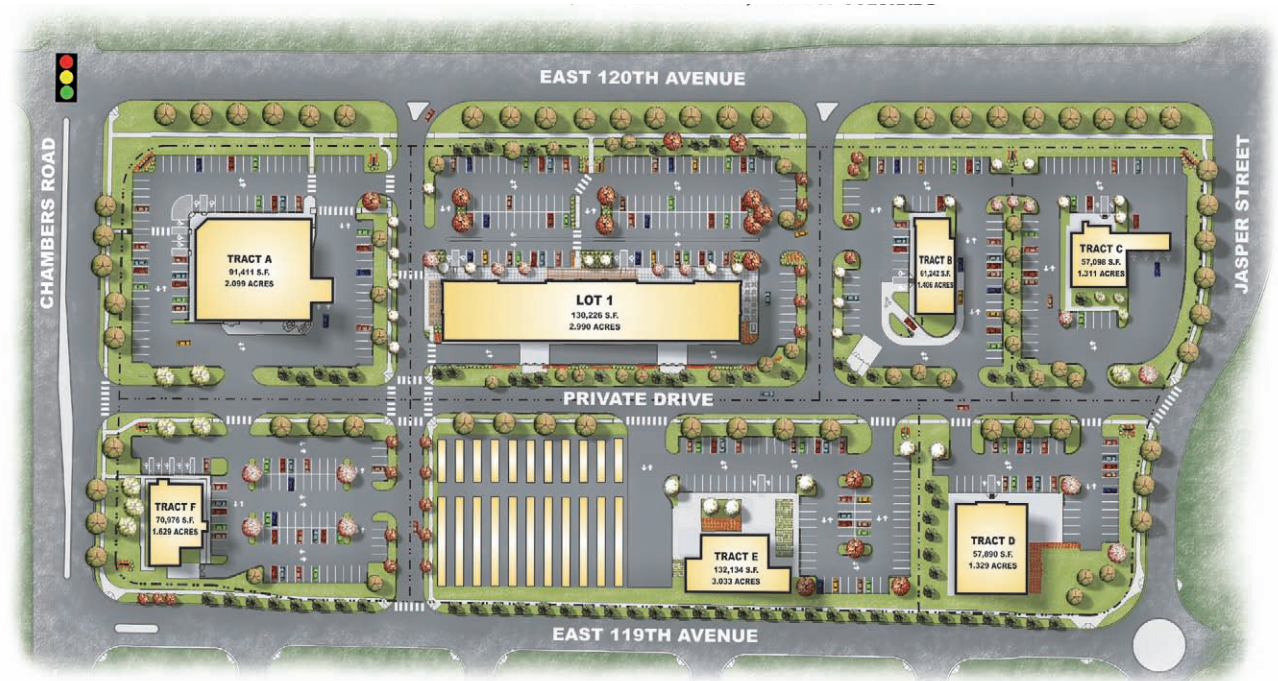 EAST 120TH AVENUE
CHAMBERS ROAD
JASPER STREET
TRACT A
91,411 S.F.
2.099 ACRES
LOT 1
130,226 S.F.
2.990 ACRES
TRACT B
61,242 S.F.
1.406 ACRES
TRACT C
57,098 S.F.
1.311 ACRES
PRIVATE DRIVE
TRACT F
70,976 S.F.
1.629 ACRES
TRACT E
132,134 S.F.
3.033 ACRES
TRACT D
57,890 S.F.
1.329 ACRES
EAST 119TH AVENUE